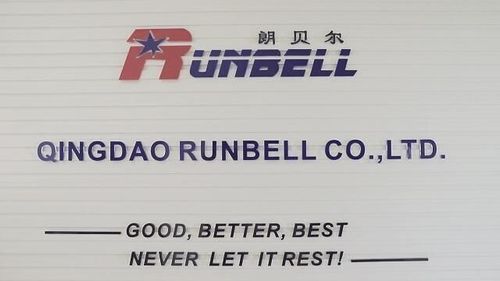 朗贝尔
RUNBELL
QINGDAO RUNBELL CO.,LTD.
GOOD, BETTER, BEST
NEVER LET IT REST!